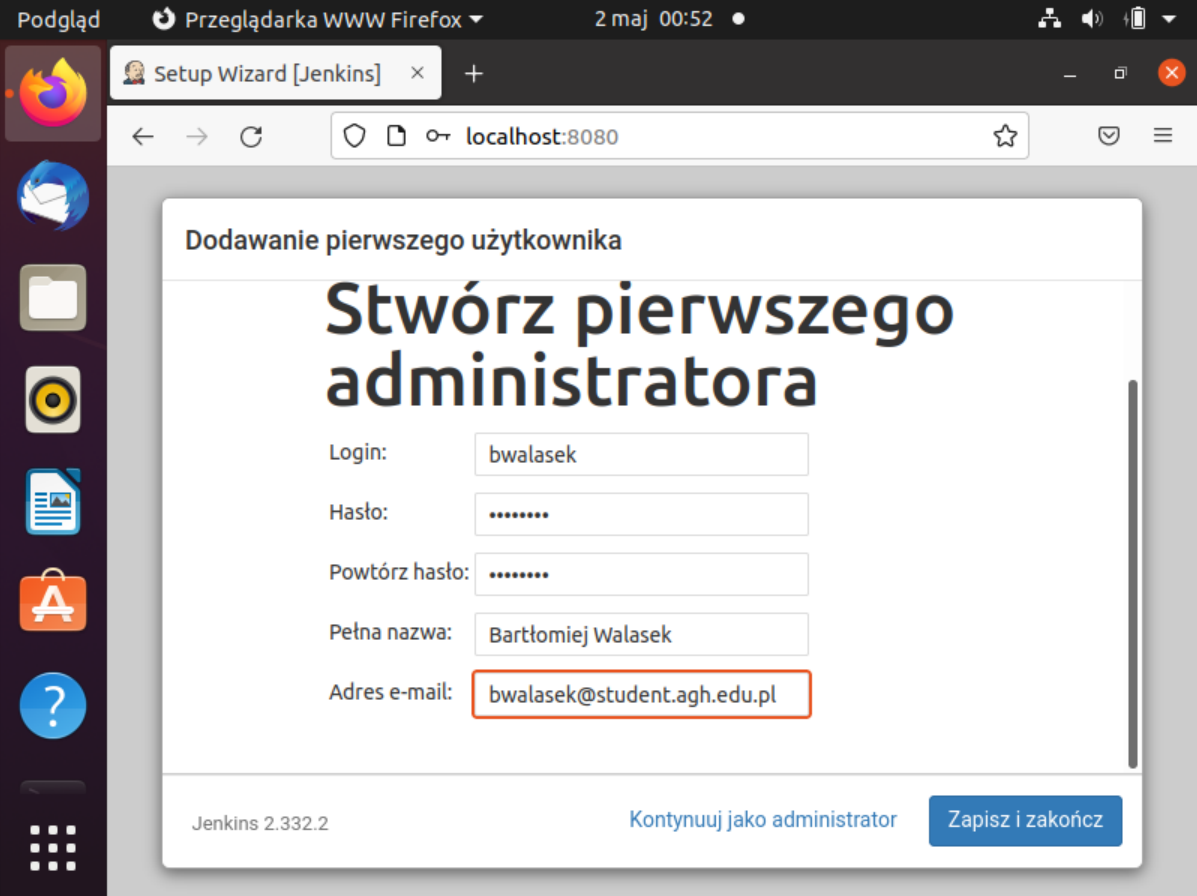 Podgląd Przeglądarka WWW Firefox 2 maj 00:52
Setup Wizard [Jenkins]
localhost:8080
Dodawanie pierwszego użytkownika
Stwórz pierwszego
administratora
Login: bwalasek
Hasło: ••••••••
Powtórz hasło: ••••••••
Pełna nazwa: Bartłomiej Walasek
Adres e-mail: bwalasek@student.agh.edu.pl
Jenkins 2.332.2 Kontynuuj jako administrator Zapisz i zakończ